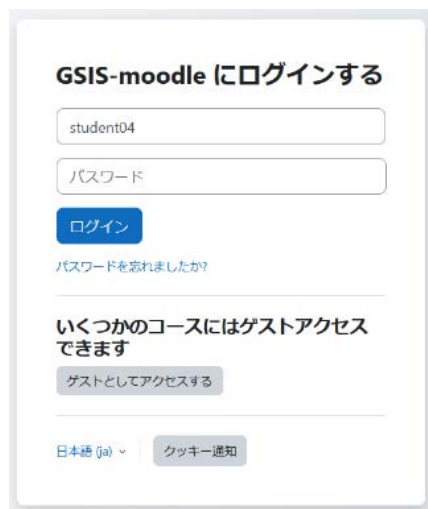 GSIS-moodle にログインする
student04
パスワード
ログイン
パスワードを忘れましたか?
いくつかのコースにはゲストアクセス
できます
ゲストとしてアクセスする
日本語 (ja)
クッキー通知